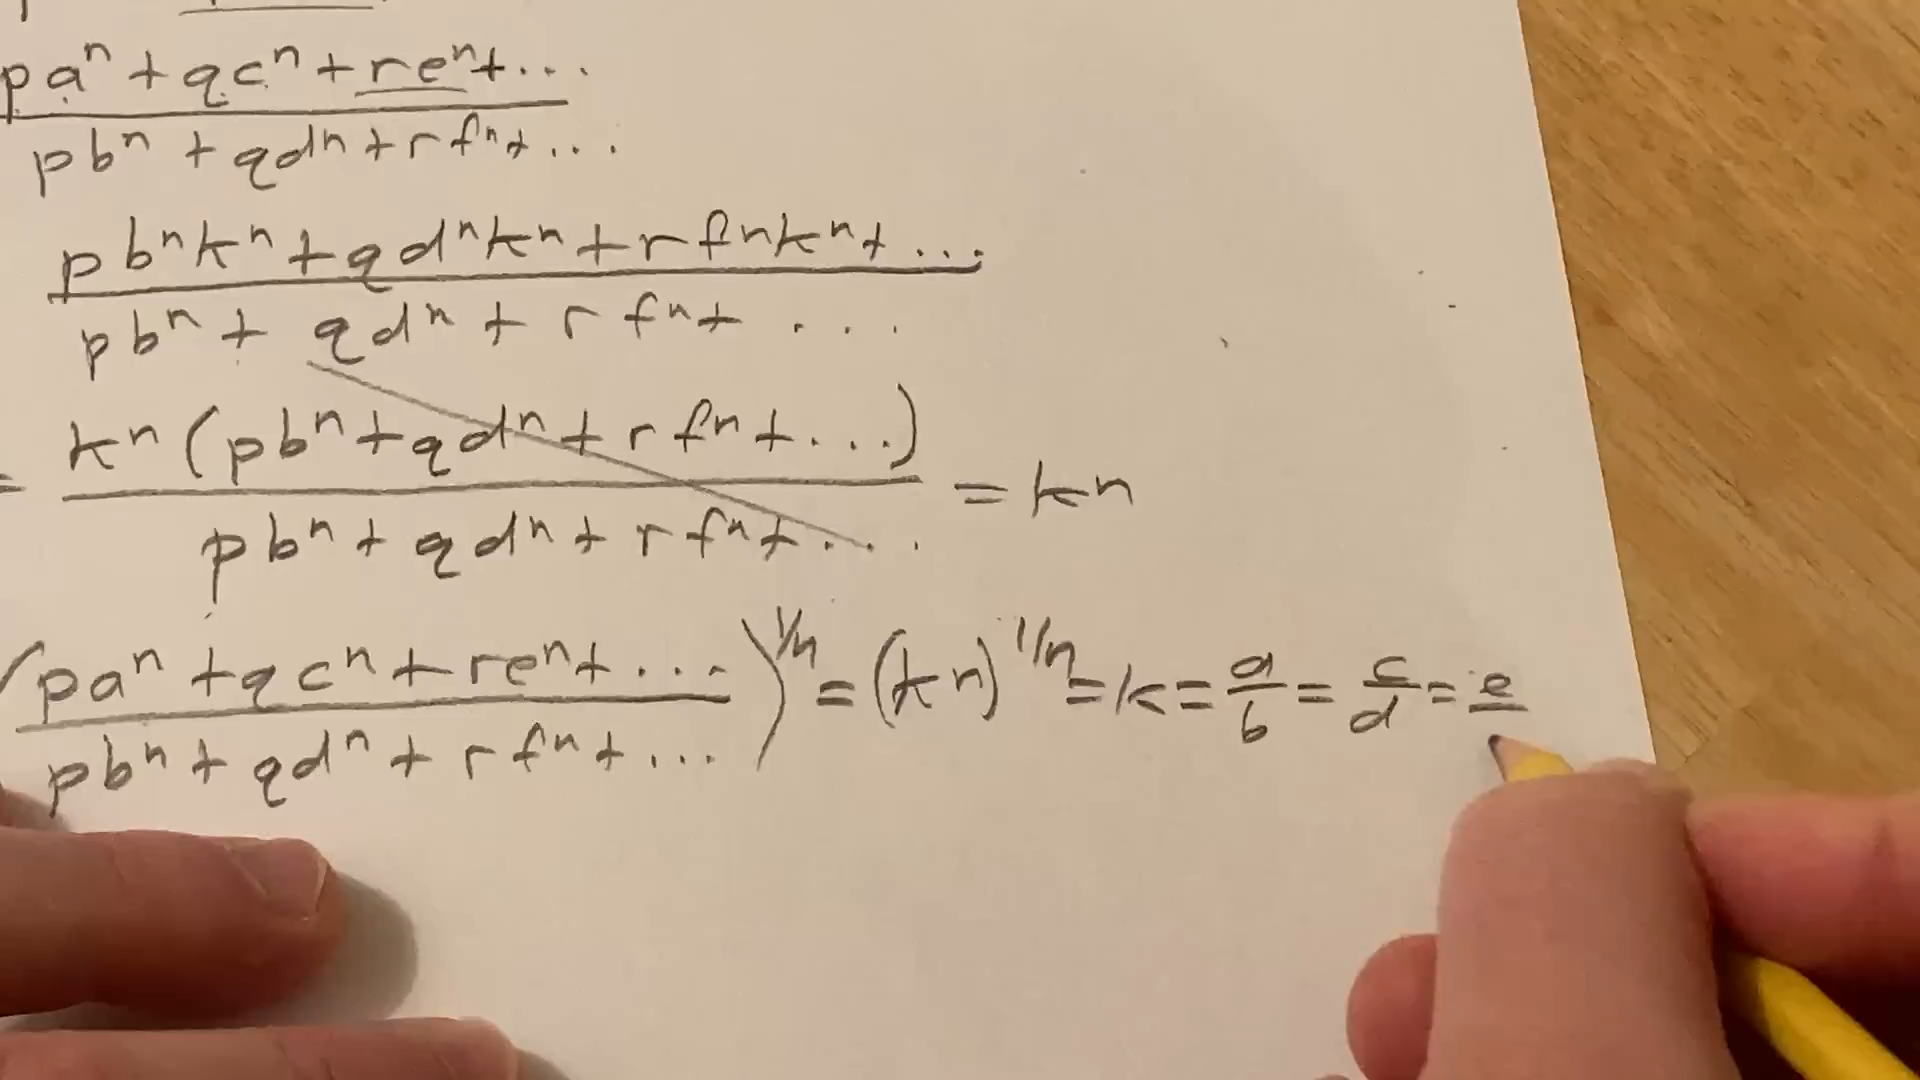 pa^n + qc^n + re^n + ...
pb^n + qd^n + rf^n + ...
pb^n k^n + qd^n k^n + rf^n k^n + ...
pb^n + qd^n + rf^n + ...
= k^n (pb^n + qd^n + rf^n + ...) = k^n
pb^n + qd^n + rf^n + ...
(pa^n + qc^n + re^n + ... )^1/n = (k^n)^1/n = k = a/b = c/d = e
pb^n + qd^n + rf^n + ...